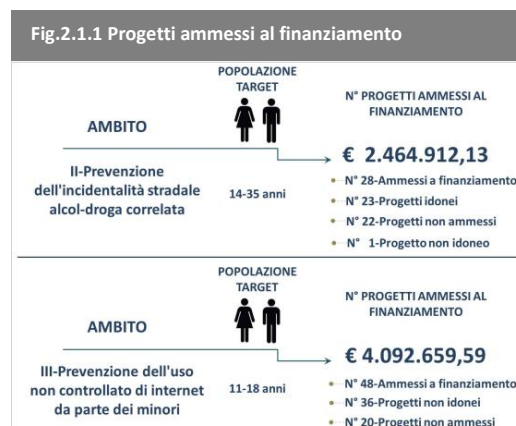 Fig.2.1.1 Progetti ammessi al finanziamento
POPOLAZIONE
TARGET
N° PROGETTI AMMESSI AL
FINANZIAMENTO
AMBITO
€ 2.464.912,13
II-Prevenzione
dell'incidentalità stradale
alcol-droga correlata
14-35 anni
N° 28-Ammessi a finanziamento
N° 23-Progetti idonei
N° 22-Progetti non ammessi
N° 1-Progetto non idoneo
POPOLAZIONE
TARGET
N° PROGETTI AMMESSI AL
FINANZIAMENTO
AMBITO
€ 4.092.659,59
III-Prevenzione dell'uso
non controllato di internet
da parte dei minori
11-18 anni
N° 48-Ammessi a finanziamento
N° 36-Progetti non idonei
N° 20-Progetti non ammessi